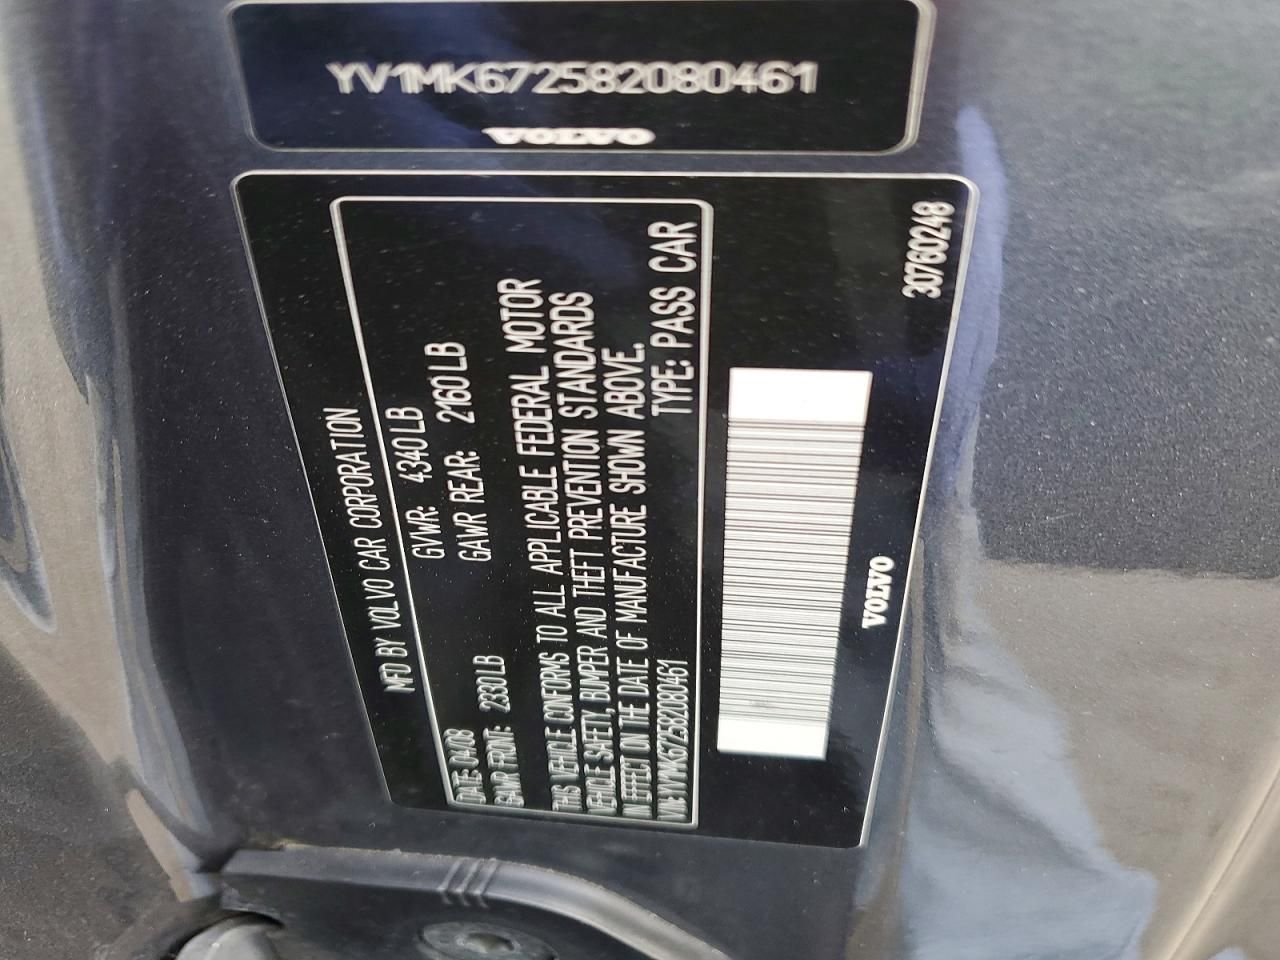 YV1MK672582080461
VOLVO
MFD BY VOLVO CAR CORPORATION
DATE: 04/08 GVWR: 4340 LB
GAWR FRONT: 2330 LB GAWR REAR: 2160 LB
THIS VEHICLE CONFORMS TO ALL APPLICABLE FEDERAL MOTOR
VEHICLE SAFETY, BUMPER AND THEFT PREVENTION STANDARDS
IN EFFECT ON THE DATE OF MANUFACTURE SHOWN ABOVE.
VIN: YV1MK672582080461 TYPE: PASS CAR
VOLVO
30760248